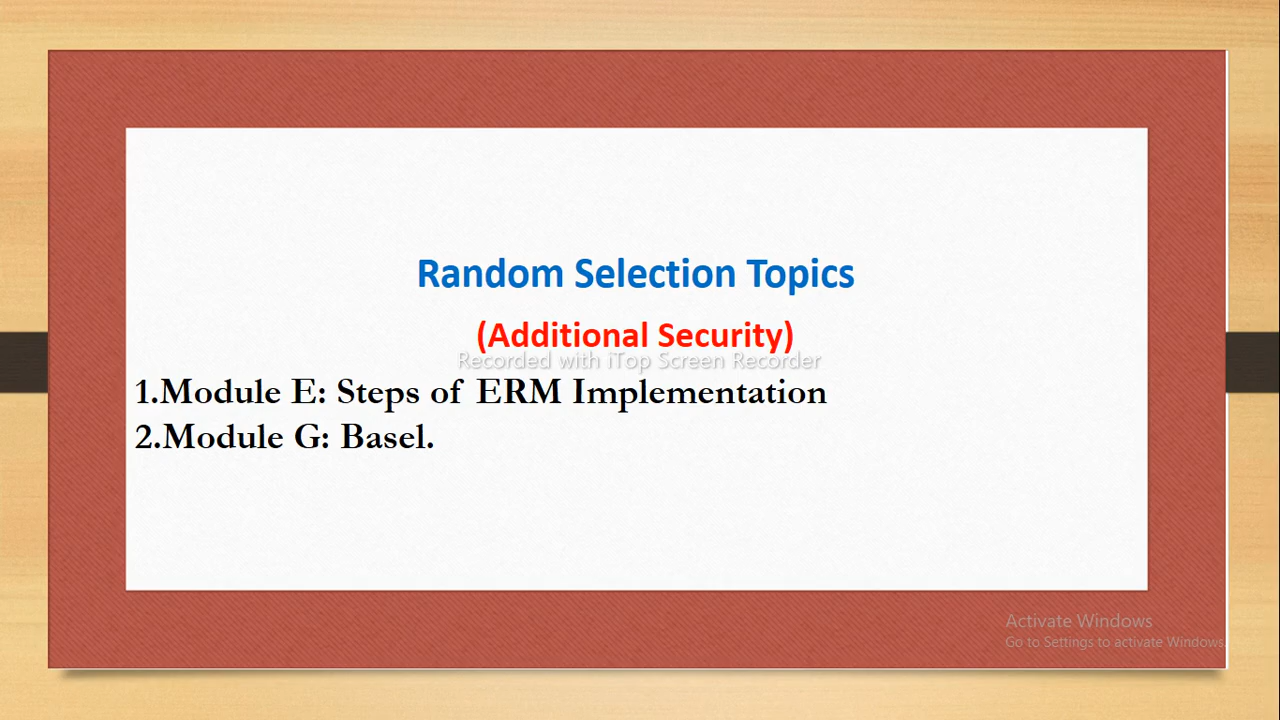 Random Selection Topics
(Additional Security)
Recorded with iTop Screen Recorder
1.Module E: Steps of ERM Implementation
2.Module G: Basel.
Activate Windows
Go to Settings to activate Windows.